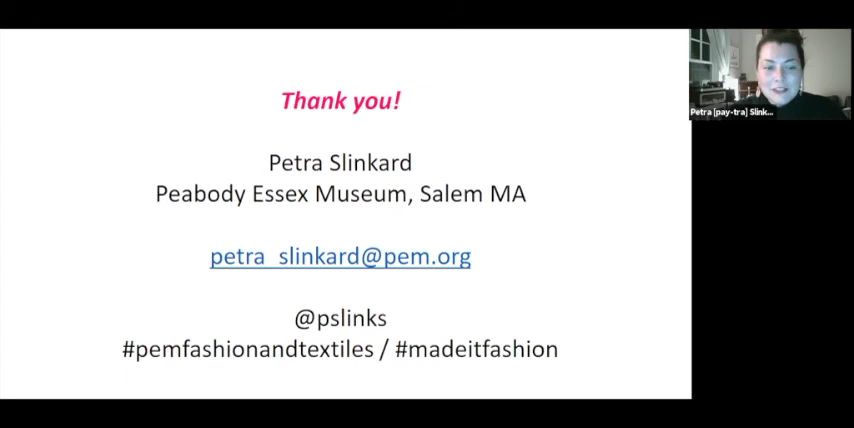 Thank you!
Petra Slinkard
Peabody Essex Museum, Salem MA
petra_slinkard@pem.org
@pslinks
#pemfashionandtextiles / #madeitfashion
Petra [pay-tra] Slink...